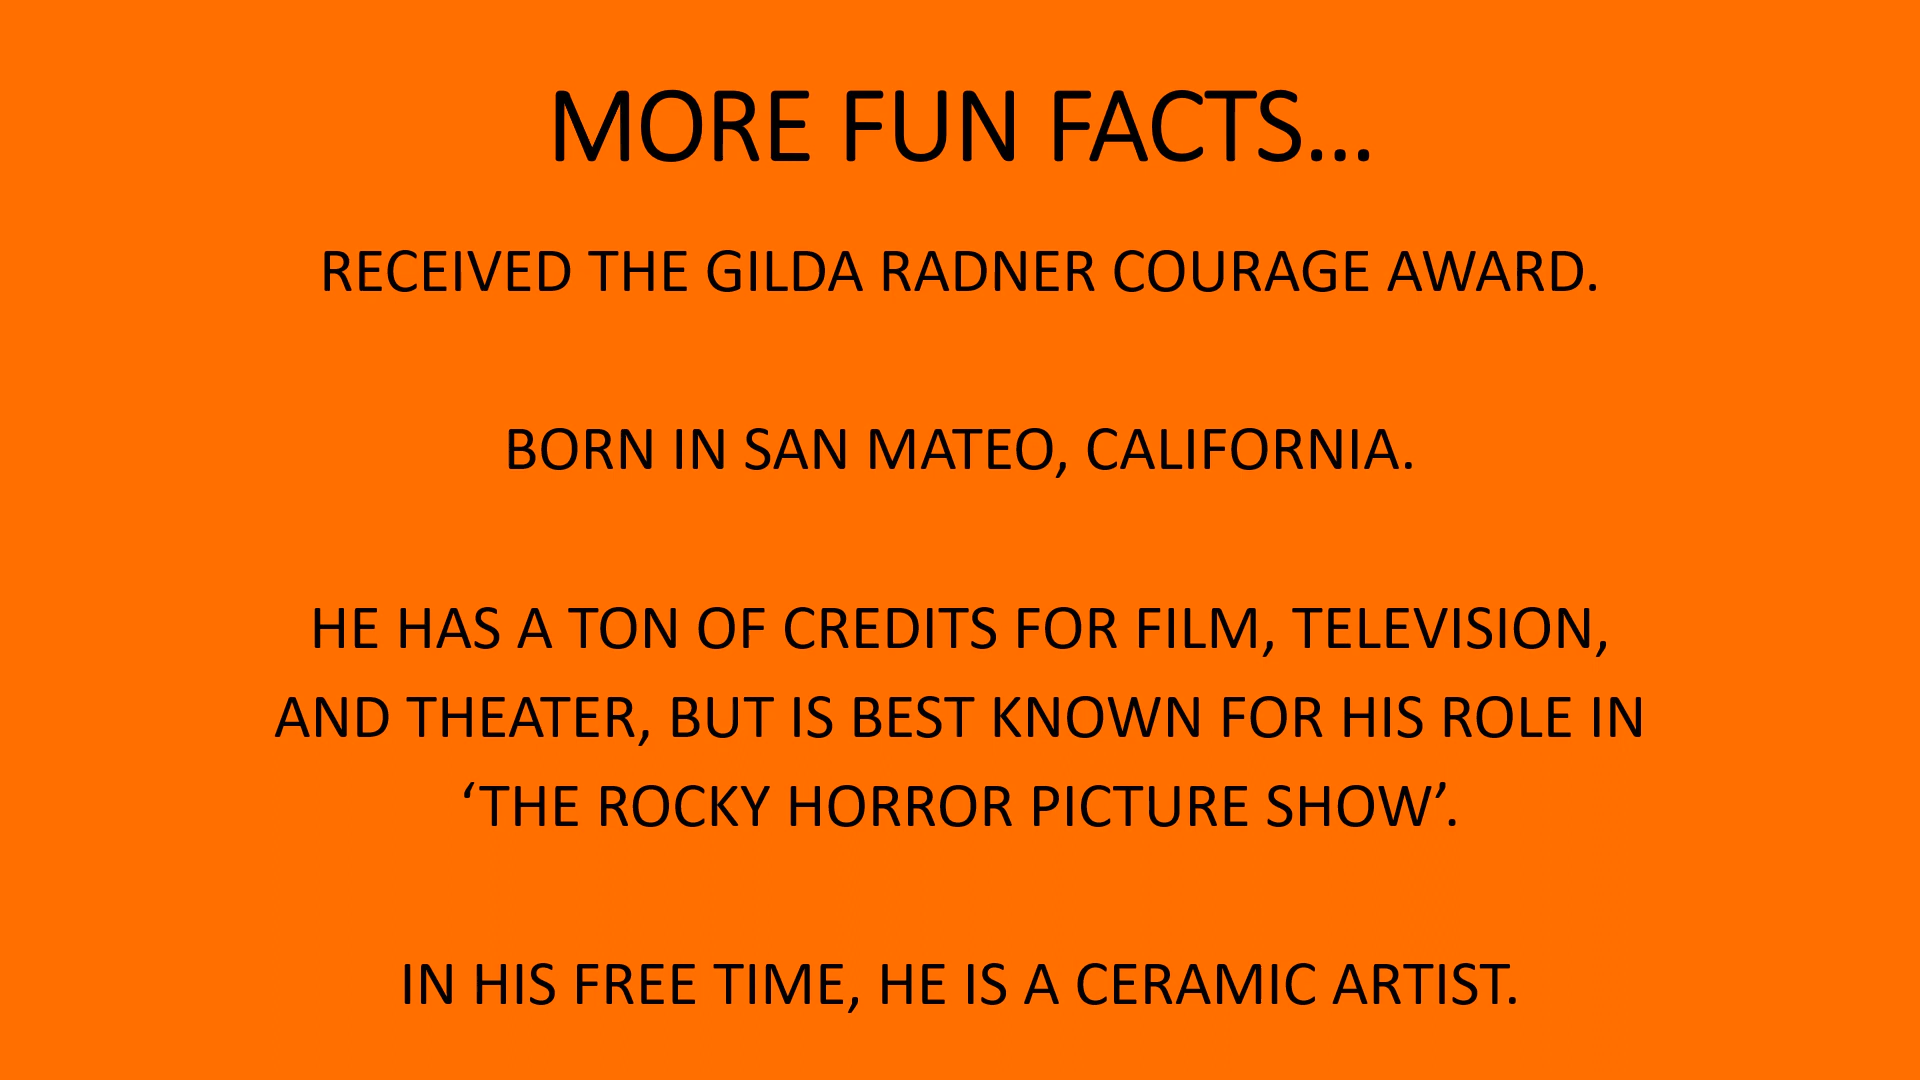 MORE FUN FACTS...
RECEIVED THE GILDA RADNER COURAGE AWARD.
BORN IN SAN MATEO, CALIFORNIA.
HE HAS A TON OF CREDITS FOR FILM, TELEVISION,
AND THEATER, BUT IS BEST KNOWN FOR HIS ROLE IN
‘THE ROCKY HORROR PICTURE SHOW’.
IN HIS FREE TIME, HE IS A CERAMIC ARTIST.